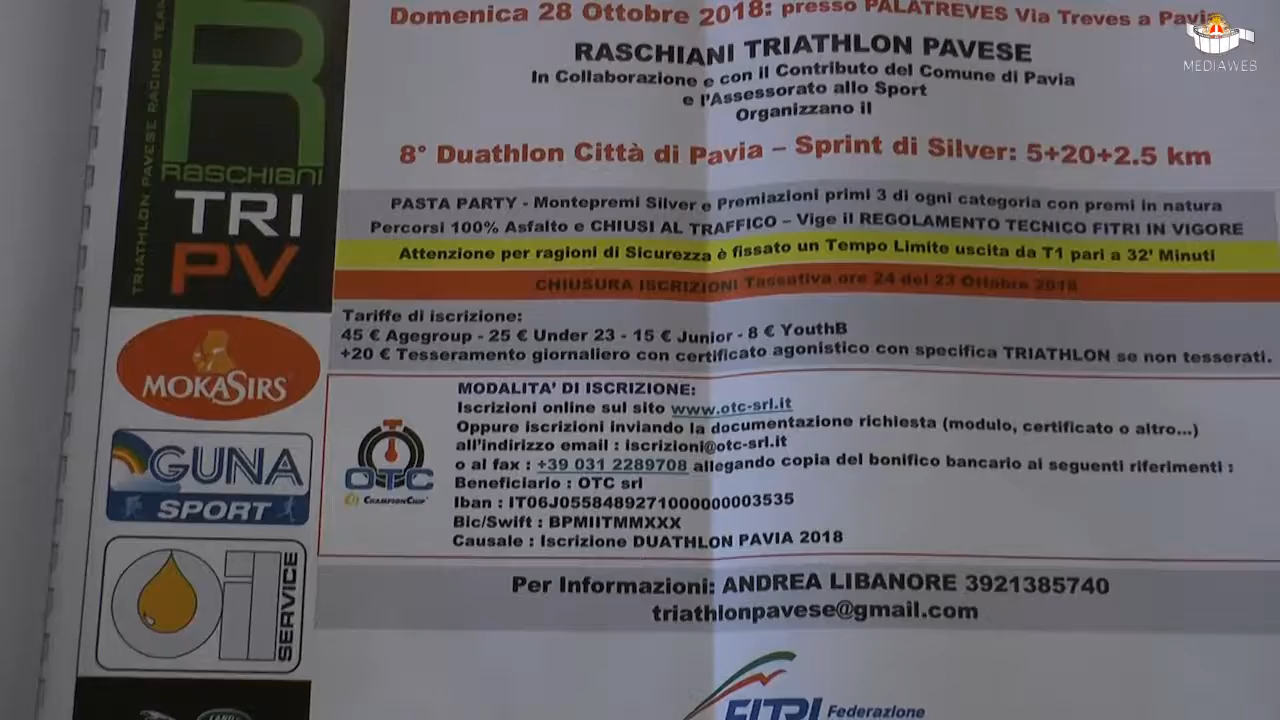 Domenica 28 Ottobre 2018: presso PALATREVES Via Treves a Pavia
MEDIAWEB
RASCHIANI TRIATHLON PAVESE
In Collaborazione e con il Contributo del Comune di Pavia
e l'Assessorato allo Sport
Organizzano il
8° Duathlon Città di Pavia – Sprint di Silver: 5+20+2.5 km
PASTA PARTY - Montepremi Silver e Premiazioni primi 3 di ogni categoria con premi in natura
Percorsi 100% Asfalto e CHIUSI AL TRAFFICO – Vige il REGOLAMENTO TECNICO FITRI IN VIGORE
Attenzione per ragioni di Sicurezza è fissato un Tempo Limite uscita da T1 pari a 32' Minuti
CHIUSURA ISCRIZIONI Tassativa ore 24 del 23 Ottobre 2018
Tariffe di iscrizione:
45 € Agegroup - 25 € Under 23 - 15 € Junior - 8 € YouthB
+20 € Tesseramento giornaliero con certificato agonistico con specifica TRIATHLON se non tesserati.
MODALITA' DI ISCRIZIONE:
Iscrizioni online sul sito www.otc-srl.it
Oppure iscrizioni inviando la documentazione richiesta (modulo, certificato o altro...)
all'indirizzo email : iscrizioni@otc-srl.it
o al fax : +39 031 2289708 allegando copia del bonifico bancario ai seguenti riferimenti :
Beneficiario : OTC srl
Iban : IT06J0558489271000000003535
Bic/Swift : BPMIITMMXXX
Causale : Iscrizione DUATHLON PAVIA 2018
Per Informazioni: ANDREA LIBANORE 3921385740
triathlonpavese@gmail.com
FITRI Federazione
TRIATHLON PAVESE RACING TEAM
R
RASCHIANI
TRI
PV
MOKASIRS
GUNA
SPORT
SERVICE
OTC
CHAMPIONCHIP